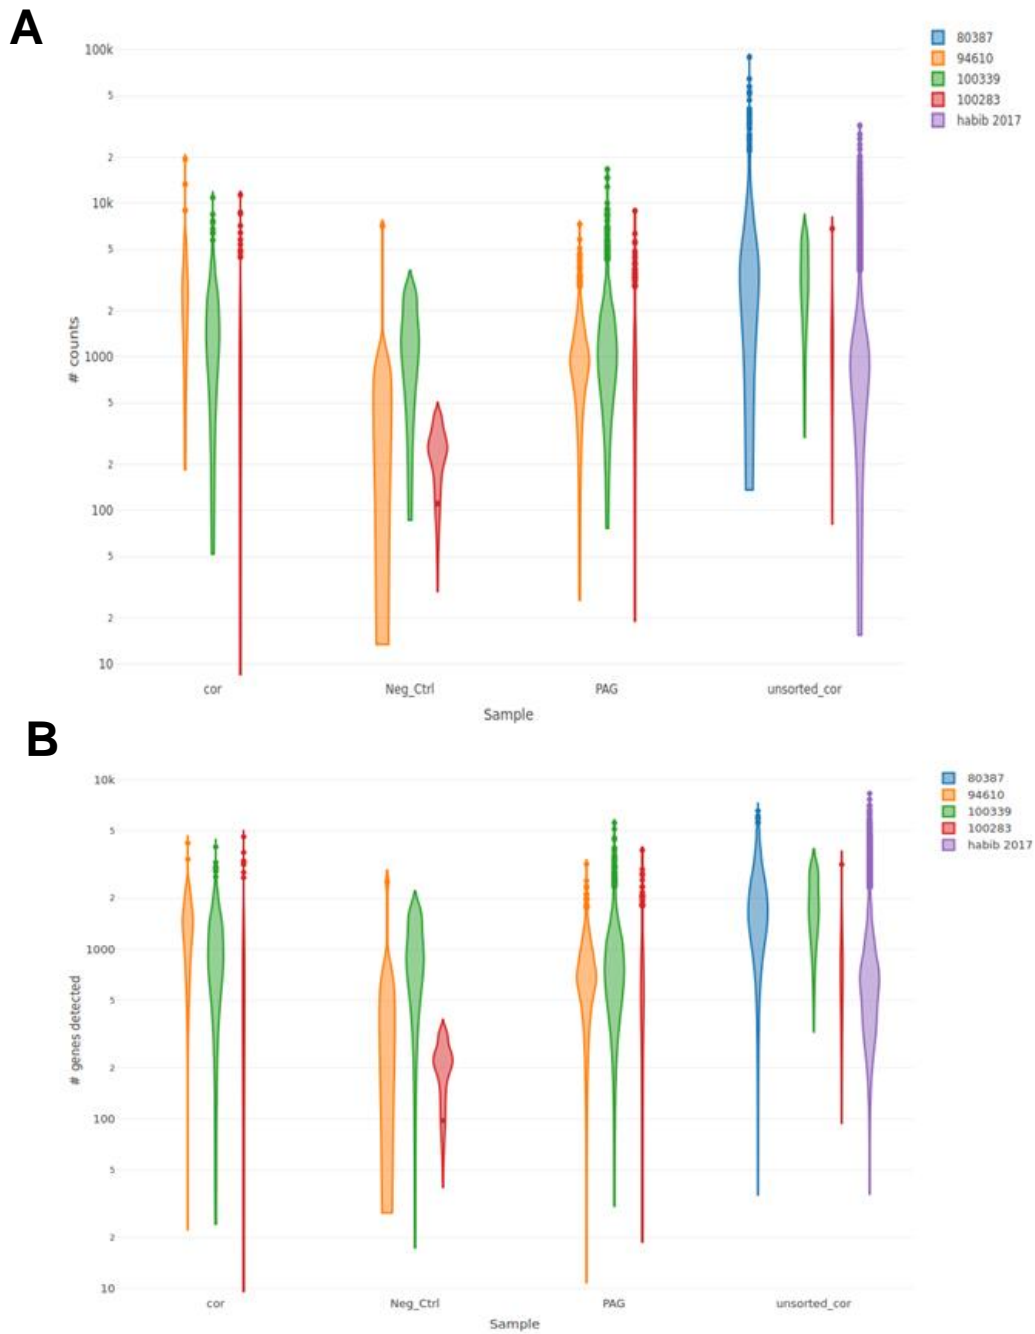 A
100k
5
2
10k
5
2
1000
5
2
100
5
2
10
# counts
cor
Neg_Ctrl
PAG
unsorted_cor
Sample
80387
94610
100339
100283
habib 2017
B
10k
5
2
1000
5
2
100
5
2
10
# genes detected
cor
Neg_Ctrl
PAG
unsorted_cor
Sample
80387
94610
100339
100283
habib 2017